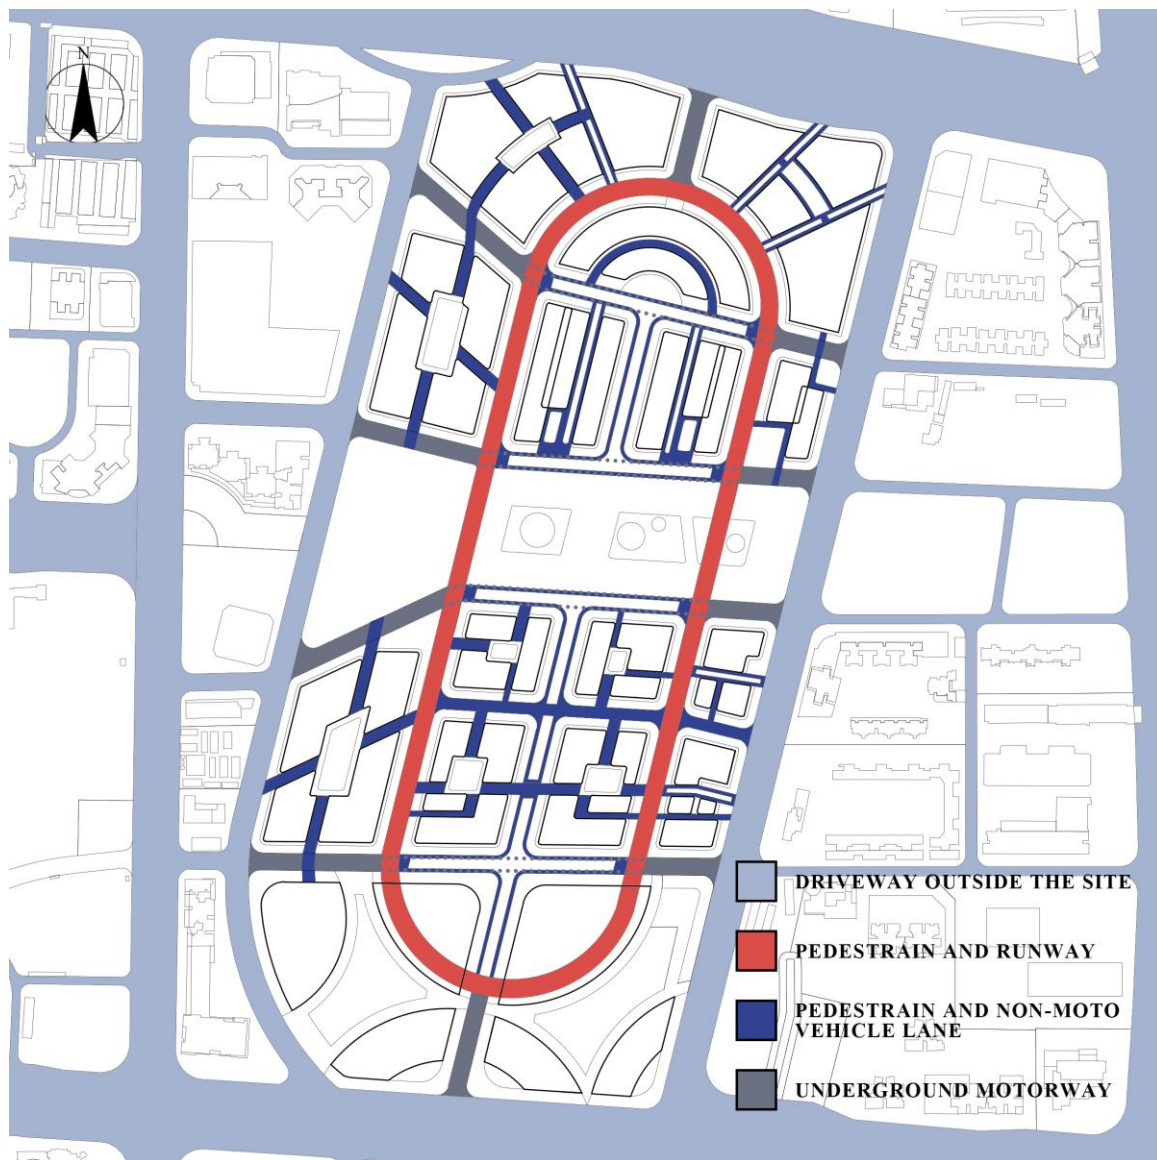 N
DRIVEWAY OUTSIDE THE SITE
PEDESTRAIN AND RUNWAY
PEDESTRAIN AND NON-MOTO
VEHICLE LANE
UNDERGROUND MOTORWAY